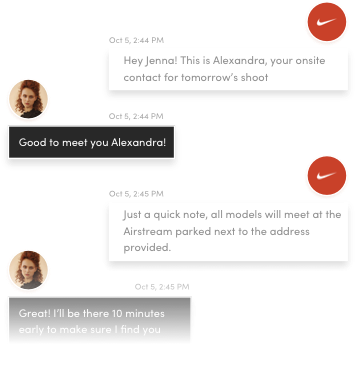 Oct 5, 2:44 PM
Hey Jenna! This is Alexandra, your onsite
contact for tomorrow's shoot
Oct 5, 2:44 PM
Good to meet you Alexandra!
Oct 5, 2:45 PM
Just a quick note, all models will meet at the
Airstream parked next to the address
provided.
Oct 5, 2:45 PM
Great! I'll be there 10 minutes
early to make sure I find you